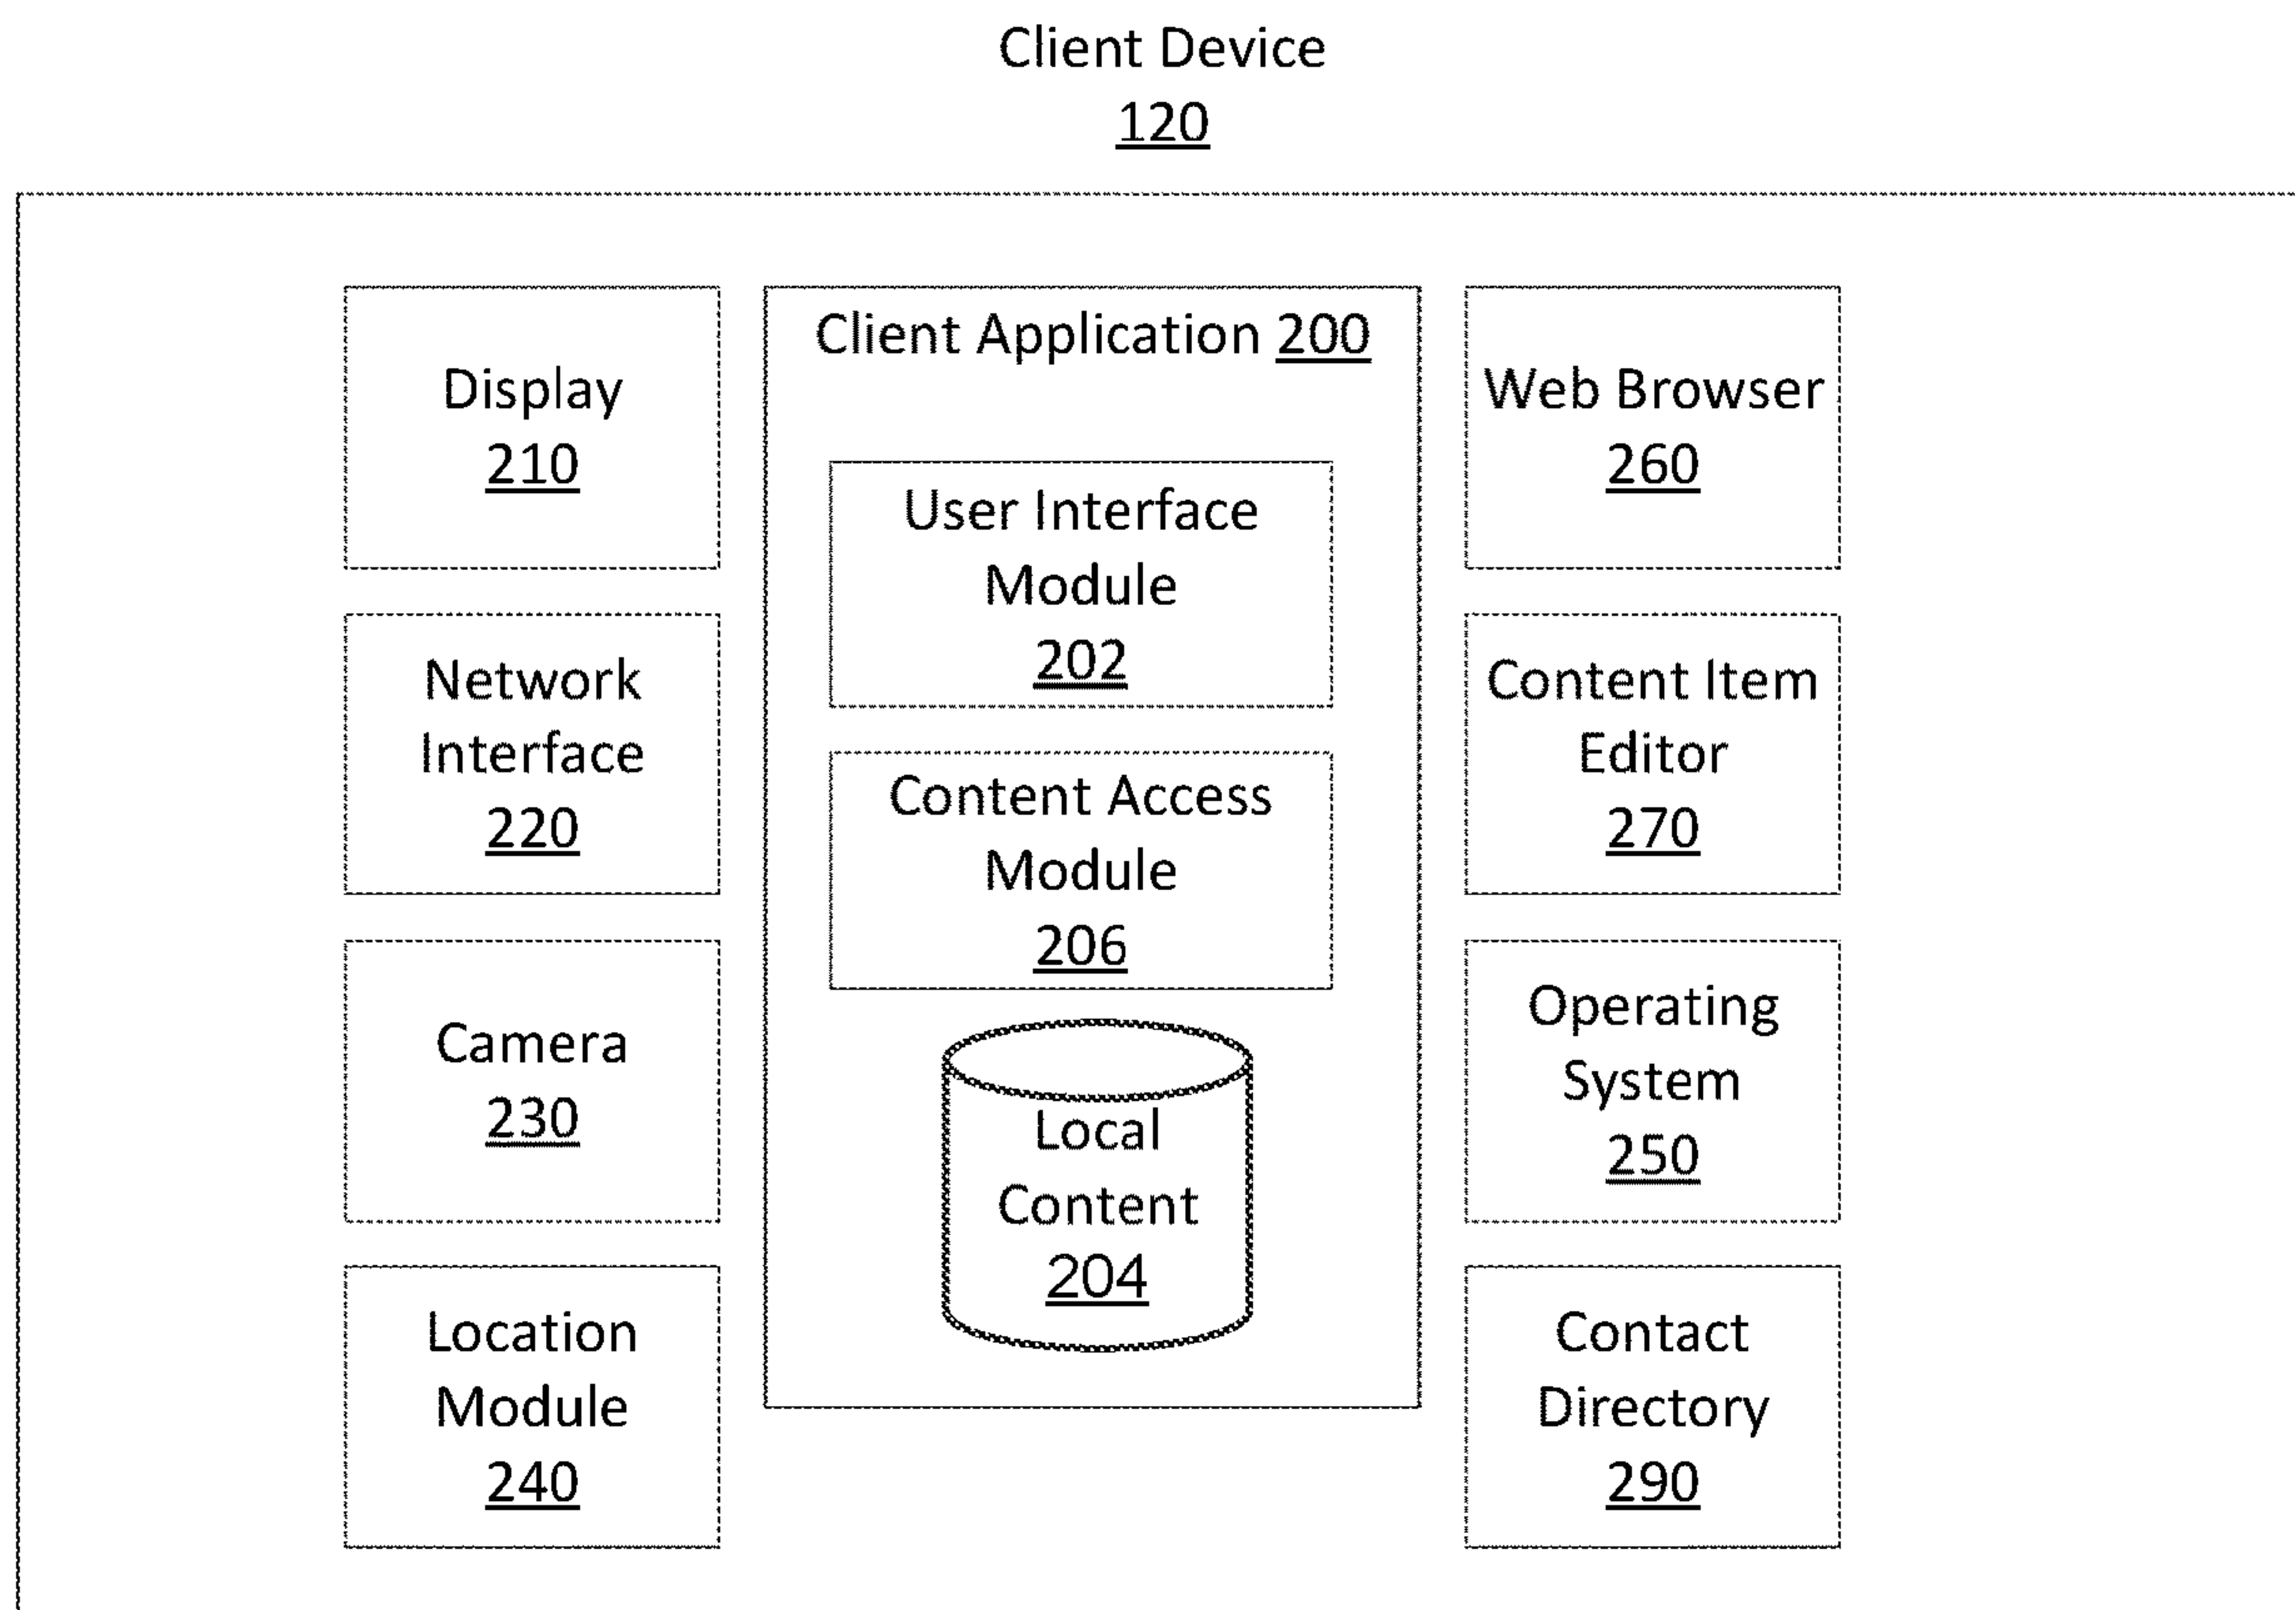 Client Device
120
Display
210
Network
Interface
220
Camera
230
Location
Module
240
Client Application 200
User Interface
Module
202
Content Access
Module
206
Local
Content
204
Web Browser
260
Content Item
Editor
270
Operating
System
250
Contact
Directory
290